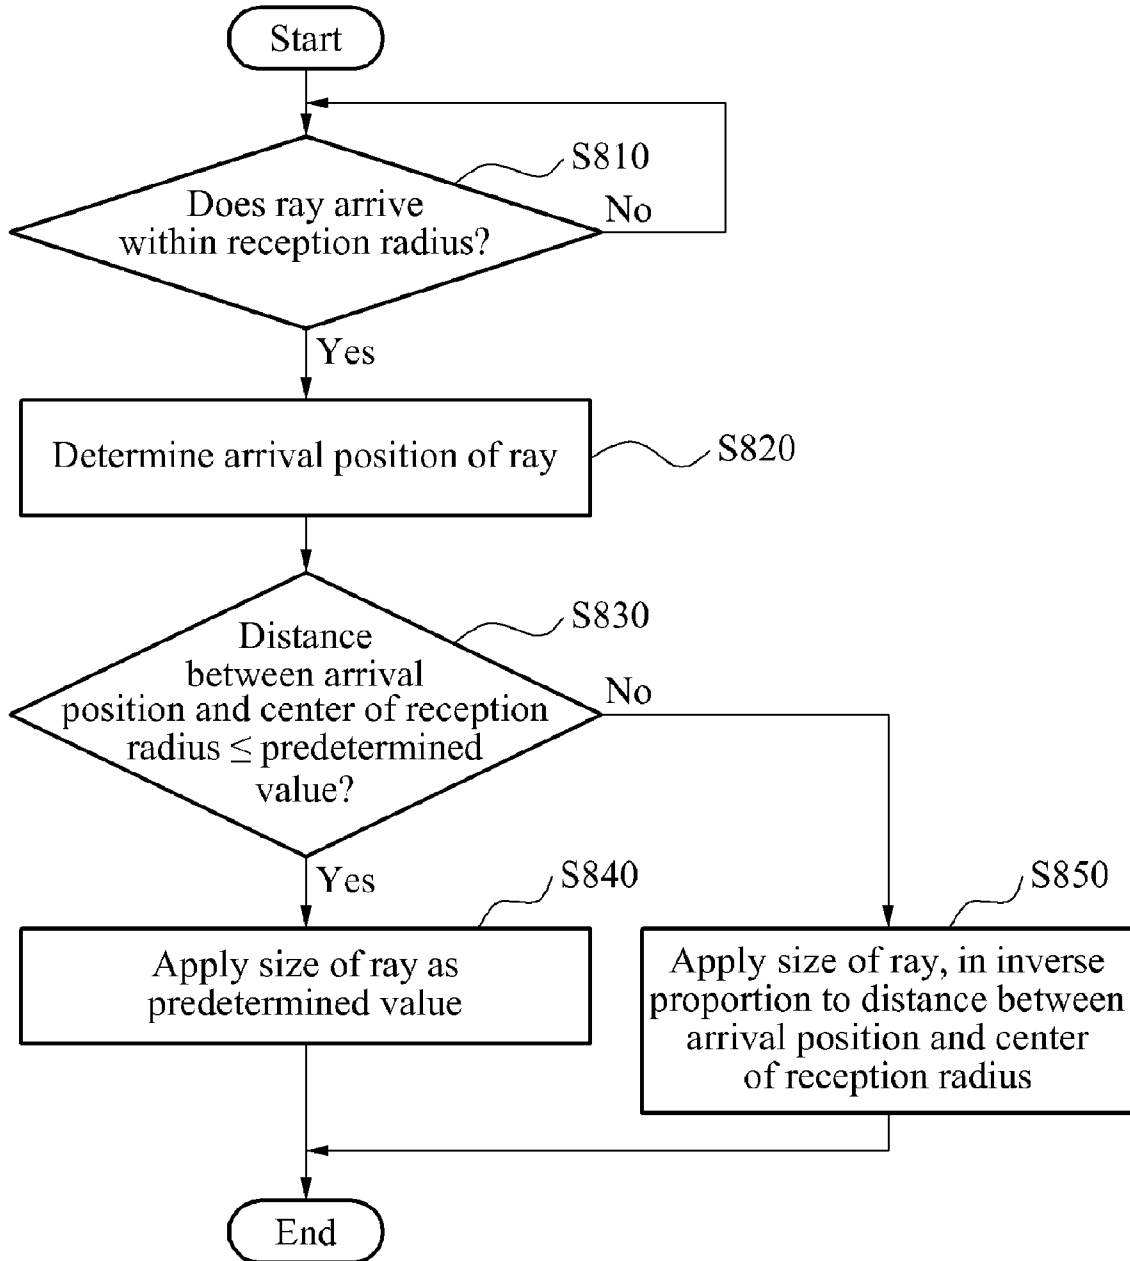 Start
S810
Does ray arrive
within reception radius?
No
Yes
Determine arrival position of ray
S820
S830
Distance
between arrival
position and center of reception
radius ≤ predetermined
value?
No
Yes
S840
Apply size of ray as
predetermined value
S850
Apply size of ray, in inverse
proportion to distance between
arrival position and center
of reception radius
End